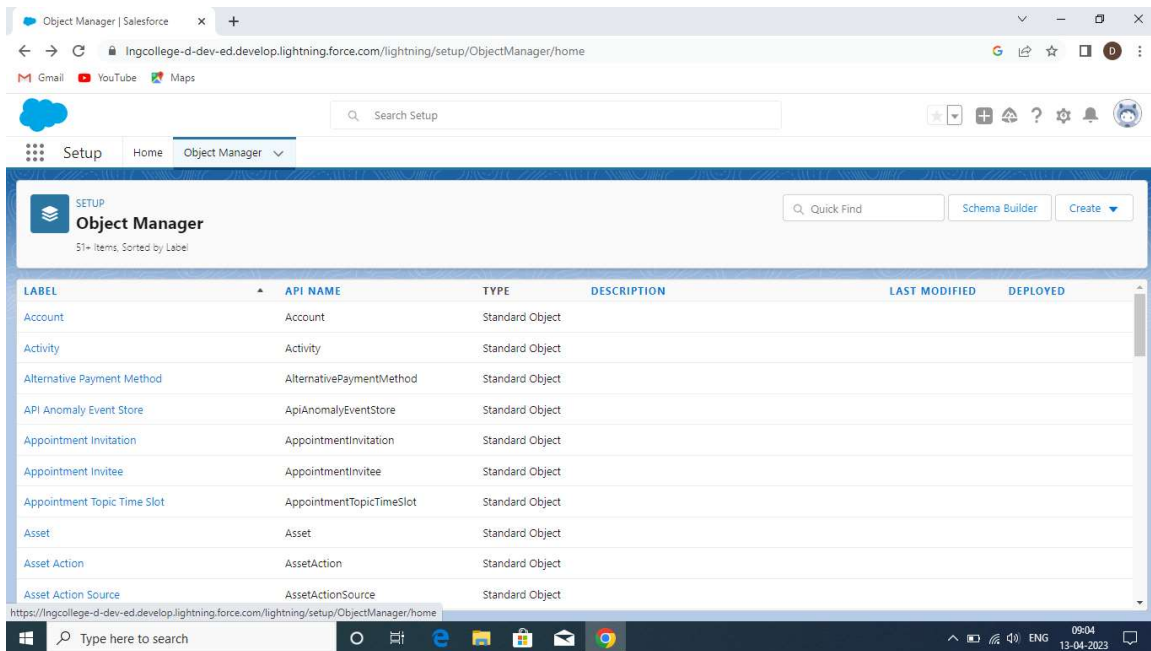 Object Manager | Salesforce
lngcollege-d-dev-ed.develop.lightning.force.com/lightning/setup/ObjectManager/home
G
D
Gmail YouTube Maps
Search Setup
Setup Home Object Manager
SETUP
Object Manager
51+ Items, Sorted by Label
Quick Find
Schema Builder
Create
LABEL API NAME TYPE DESCRIPTION LAST MODIFIED DEPLOYED
Account Account Standard Object
Activity Activity Standard Object
Alternative Payment Method AlternativePaymentMethod Standard Object
API Anomaly Event Store ApiAnomalyEventStore Standard Object
Appointment Invitation AppointmentInvitation Standard Object
Appointment Invitee AppointmentInvitee Standard Object
Appointment Topic Time Slot AppointmentTopicTimeSlot Standard Object
Asset Asset Standard Object
Asset Action AssetAction Standard Object
Asset Action Source AssetActionSource Standard Object
https://lngcollege-d-dev-ed.develop.lightning.force.com/lightning/setup/ObjectManager/home
Type here to search
ENG
09:04
13-04-2023